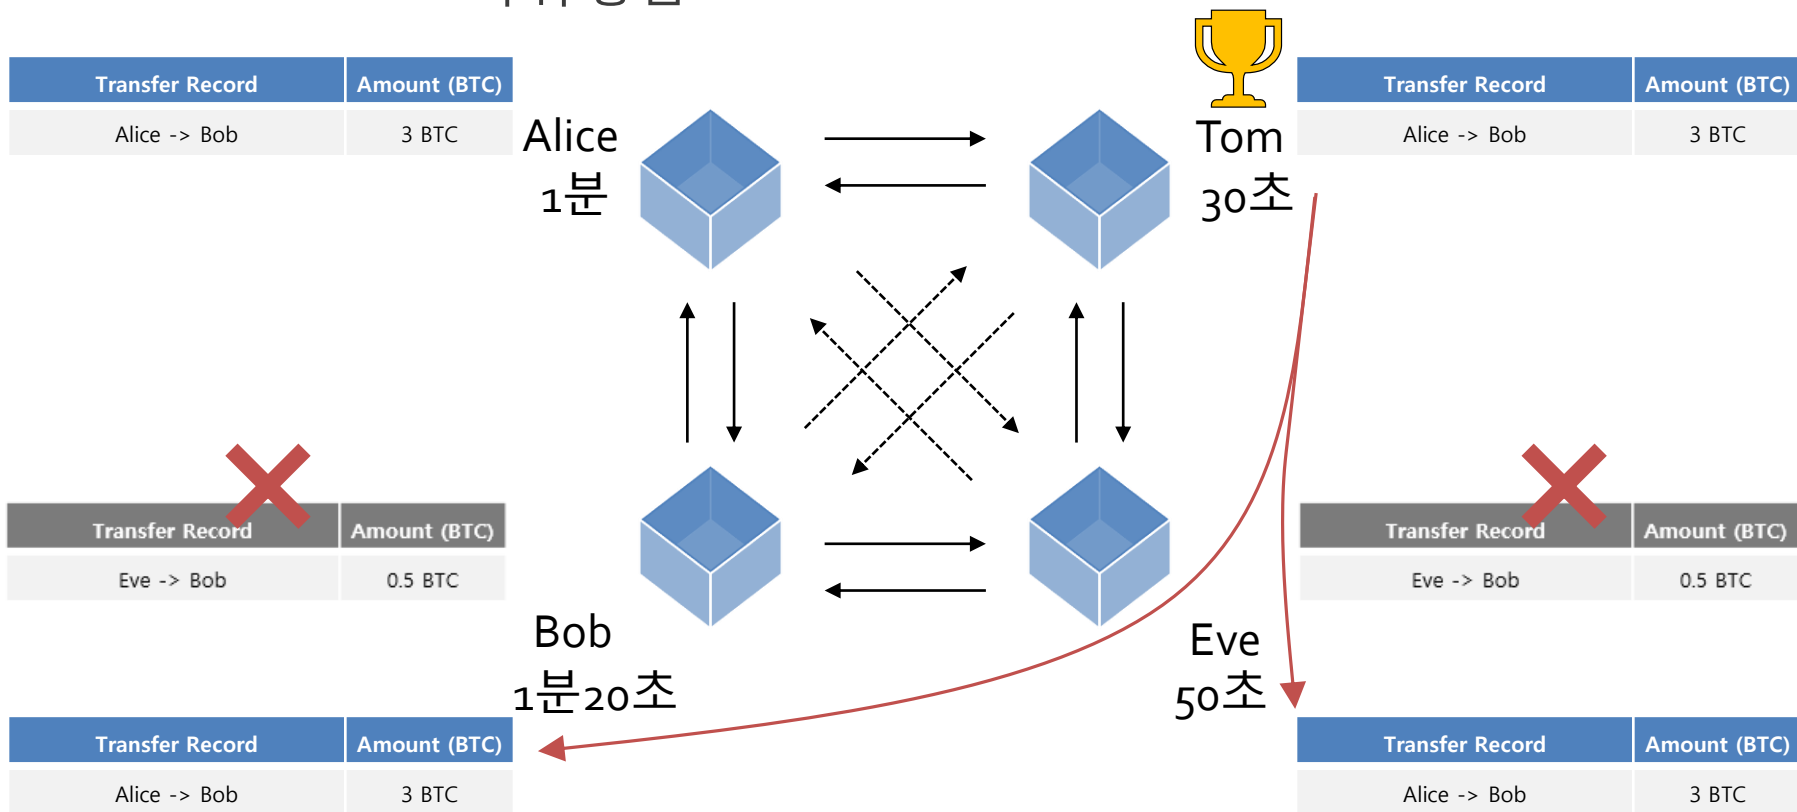 Transfer Record Amount (BTC)
Alice -> Bob 3 BTC
Alice
1분
Tom
30초
Transfer Record Amount (BTC)
Alice -> Bob 3 BTC
Transfer Record Amount (BTC)
Eve -> Bob 0.5 BTC
Transfer Record Amount (BTC)
Eve -> Bob 0.5 BTC
Bob
1분20초
Eve
50초
Transfer Record Amount (BTC)
Alice -> Bob 3 BTC
Transfer Record Amount (BTC)
Alice -> Bob 3 BTC